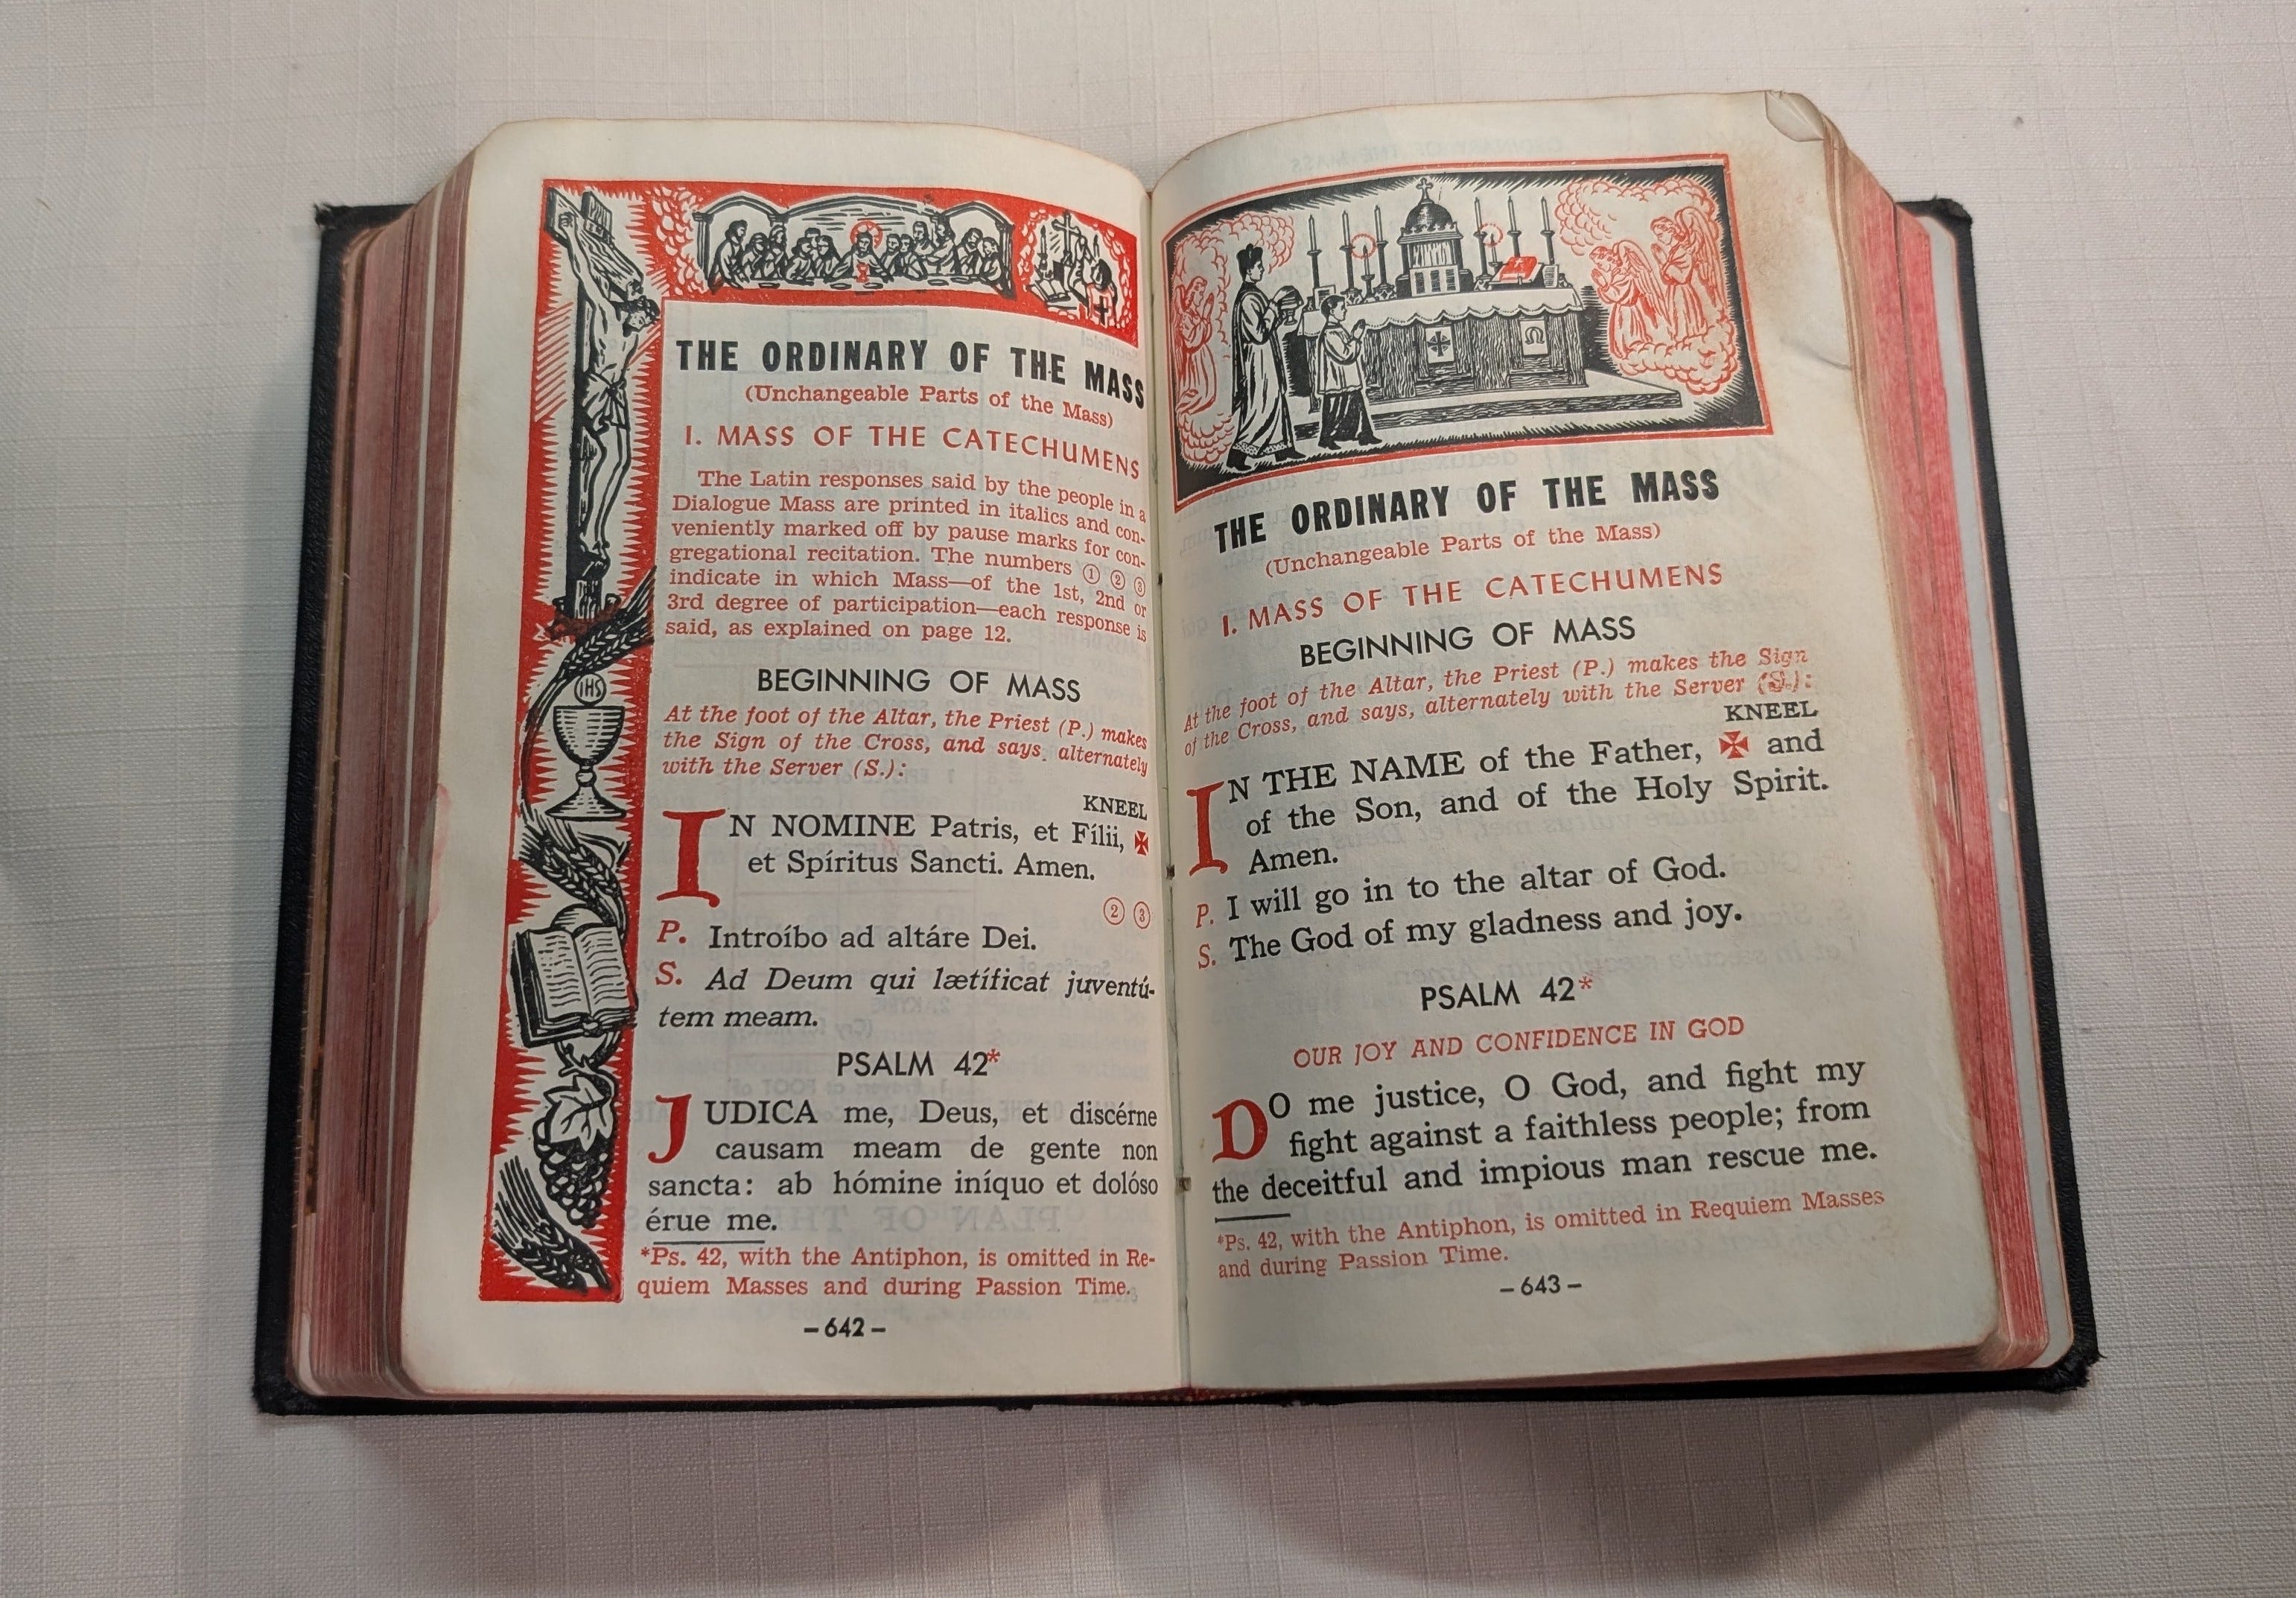 THE ORDINARY OF THE MASS
(Unchangeable Parts of the Mass)
I. MASS OF THE CATECHUMENS
The Latin responses said by the people in a
Dialogue Mass are printed in italics and con-
veniently marked off by pause marks for con-
gregational recitation. The numbers ① ② ③
indicate in which Mass—of the 1st, 2nd or
3rd degree of participation—each response is
said, as explained on page 12.
BEGINNING OF MASS
At the foot of the Altar, the Priest (P.) makes
the Sign of the Cross, and says, alternately
with the Server (S.):
KNEEL
IN NOMINE Patris, et Fílii, ✠
et Spíritus Sancti. Amen.
② ③
P. Introíbo ad altáre Dei.
S. Ad Deum qui lætíficat juventú-
tem meam.
PSALM 42*
JUDICA me, Deus, et discérne
causam meam de gente non
sancta: ab hómine iníquo et dolóso
érue me.
*Ps. 42, with the Antiphon, is omitted in Re-
quiem Masses and during Passion Time.
–642–
IHS
THE ORDINARY OF THE MASS
(Unchangeable Parts of the Mass)
I. MASS OF THE CATECHUMENS
BEGINNING OF MASS
At the foot of the Altar, the Priest (P.) makes the Sign
of the Cross, and says, alternately with the Server (S.):
KNEEL
IN THE NAME of the Father, ✠ and
of the Son, and of the Holy Spirit.
Amen.
P. I will go in to the altar of God.
S. The God of my gladness and joy.
PSALM 42*
OUR JOY AND CONFIDENCE IN GOD
DO me justice, O God, and fight my
fight against a faithless people; from
the deceitful and impious man rescue me.
*Ps. 42, with the Antiphon, is omitted in Requiem Masses
and during Passion Time.
–643–